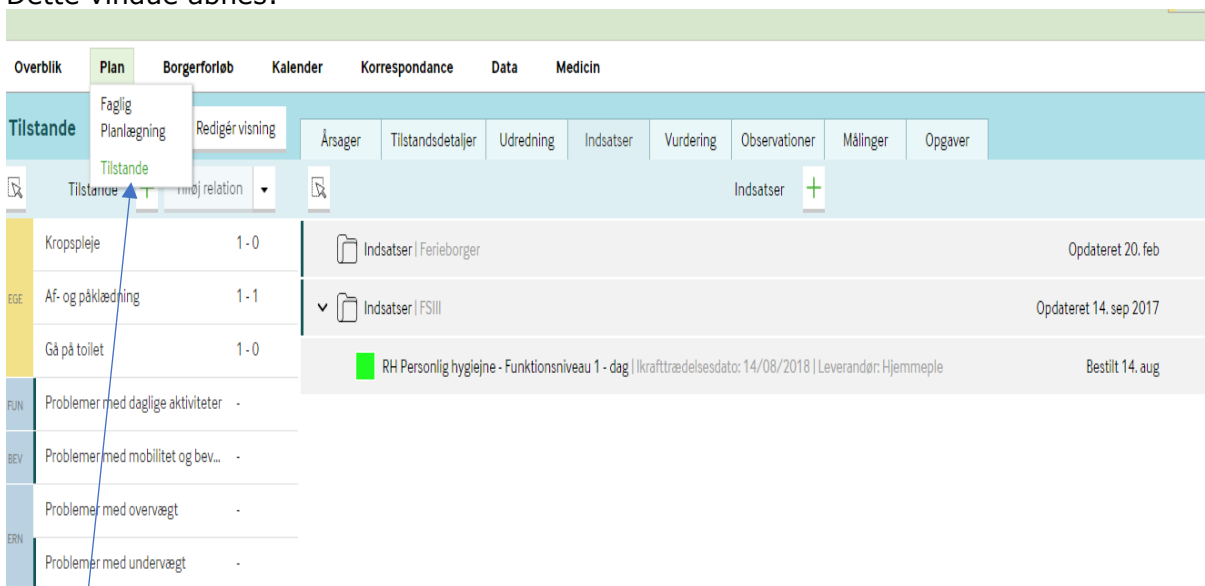 Dette vindue åbnes:
Overblik Plan Borgerforløb Kalender Korrespondance Data Medicin
Faglig
Planlægning
Tilstande
Tilstande Redigér visning Årsager Tilstandsdetaljer Udredning Indsatser Vurdering Observationer Målinger Opgaver
Tilstande + Tilføj relation Indsatser +
Kropspleje 1 - 0 Indsatser | Ferieborger Opdateret 20. feb
EGE Af- og påklædning 1 - 1 Indsatser | FSIII Opdateret 14. sep 2017
Gå på toilet 1 - 0 RH Personlig hygiejne - Funktionsniveau 1 - dag | Ikrafttrædelsesdato: 14/08/2018 | Leverandør: Hjemmeple Bestilt 14. aug
FUN Problemer med daglige aktiviteter -
BEV Problemer med mobilitet og bev... -
Problemer med overvægt -
ERN
Problemer med undervægt -